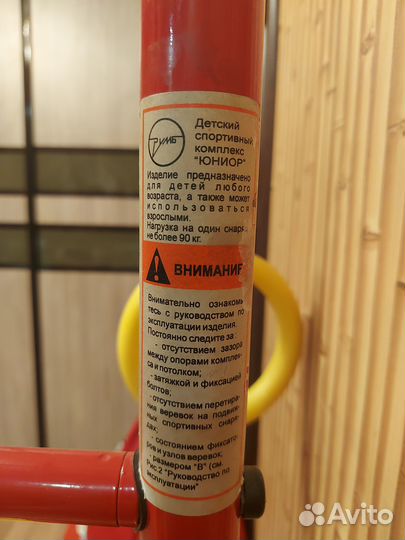 РУМБ
Детский
спортивный
комплекс
"ЮНИОР"
Изделие предназначено
для детей любого
возраста, а также может
использоваться
взрослыми.
Нагрузка на один снаряд
не более 90 кг.
ВНИМАНИЕ
Внимательно ознаком
тесь с руководством по
эксплуатации изделия.
Постоянно следите за:
- отсутствием зазора
между опорами комплек-
са и потолком;
- затяжкой и фиксацией
болтов;
- отсутствием перетира-
ния веревок на подвиж
ных спортивных снаря-
дах;
- состоянием фиксато-
ров и узлов веревок;
- размером "В" (см.
Рис.2 "Руководство по
эксплуатации"
Avito